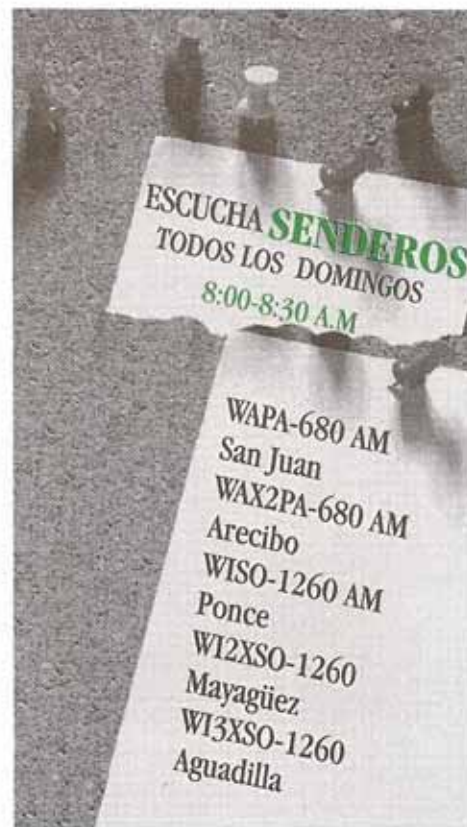 ESCUCHA SENDEROS
TODOS LOS DOMINGOS
8:00-8:30 A.M
WAPA-680 AM
San Juan
WAX2PA-680 AM
Arecibo
WISO-1260 AM
Ponce
WI2XSO-1260
Mayagüez
WI3XSO-1260
Aguadilla